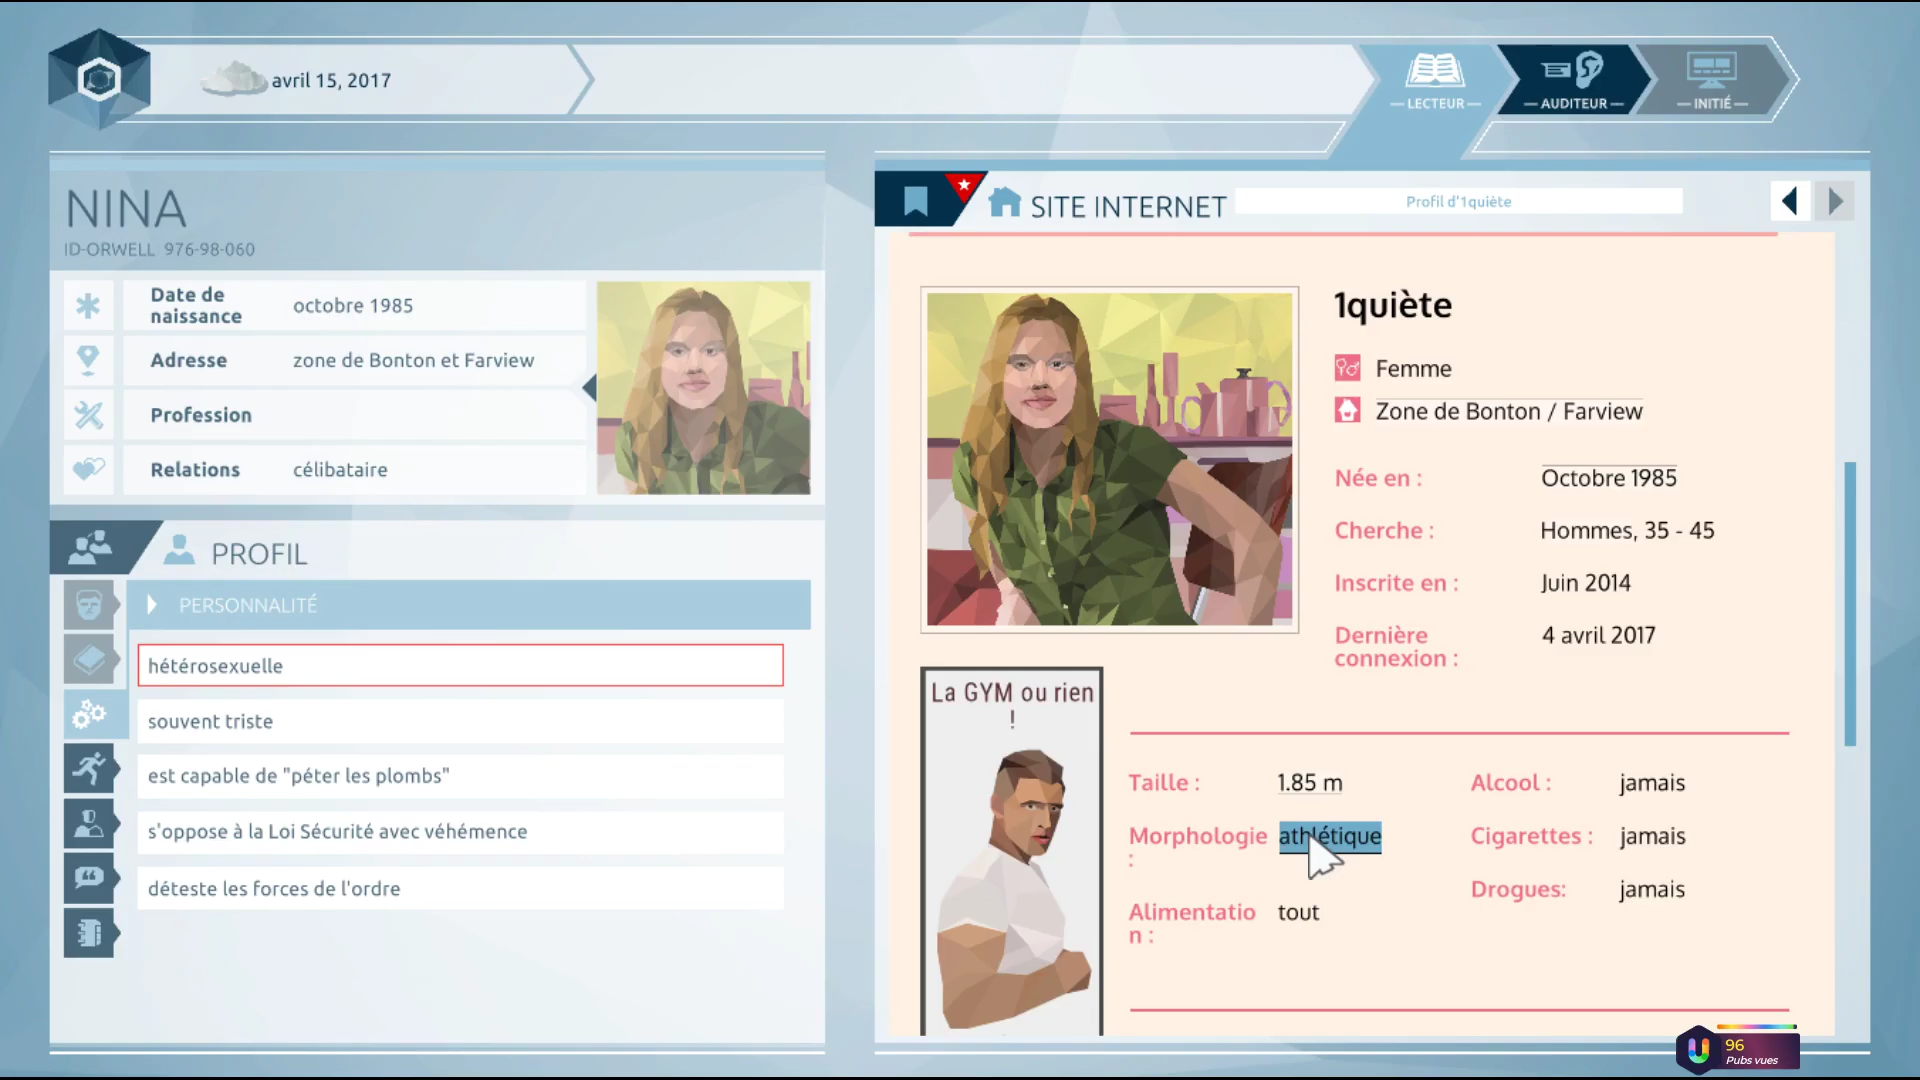 avril 15, 2017
LECTEUR
AUDITEUR
INITIÉ
NINA
ID-ORWELL 976-98-060
Date de
naissance
octobre 1985
Adresse
zone de Bonton et Farview
Profession
Relations
célibataire
PROFIL
PERSONNALITÉ
hétérosexuelle
souvent triste
est capable de "péter les plombs"
s'oppose à la Loi Sécurité avec véhémence
déteste les forces de l'ordre
SITE INTERNET
Profil d'1quiète
1quiète
Femme
Zone de Bonton / Farview
Née en :
Octobre 1985
Cherche :
Hommes, 35 - 45
Inscrite en :
Juin 2014
Dernière
connexion :
4 avril 2017
La GYM ou rien
!
Taille :
1.85 m
Alcool :
jamais
Morphologie
:
athlétique
Cigarettes :
jamais
Alimentatio
n :
tout
Drogues:
jamais
96
Pubs vues